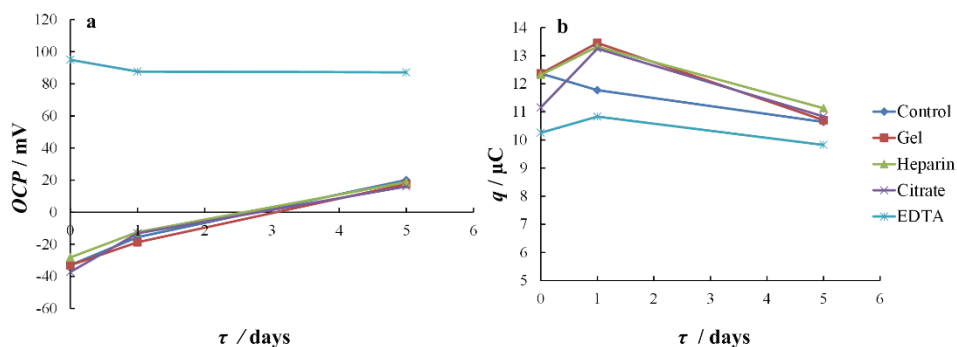 a
120
100
80
60
40
20
0
-20
-40
-60
0 1 2 3 4 5 6
OCP / mV
τ / days
b
14
13
12
11
10
9
8
7
6
5
0 1 2 3 4 5 6
q / µC
τ / days
Control
Gel
Heparin
Citrate
EDTA